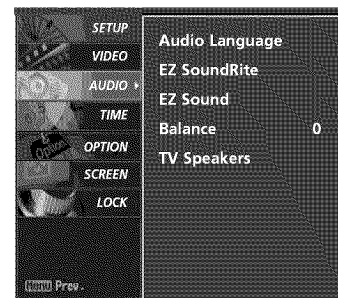 SETUP
VIDEO
AUDIO
TIME
OPTION
SCREEN
LOCK
Audio Language
EZ SoundRite
EZ Sound
Balance 0
TV Speakers
Option
Menu Prev.